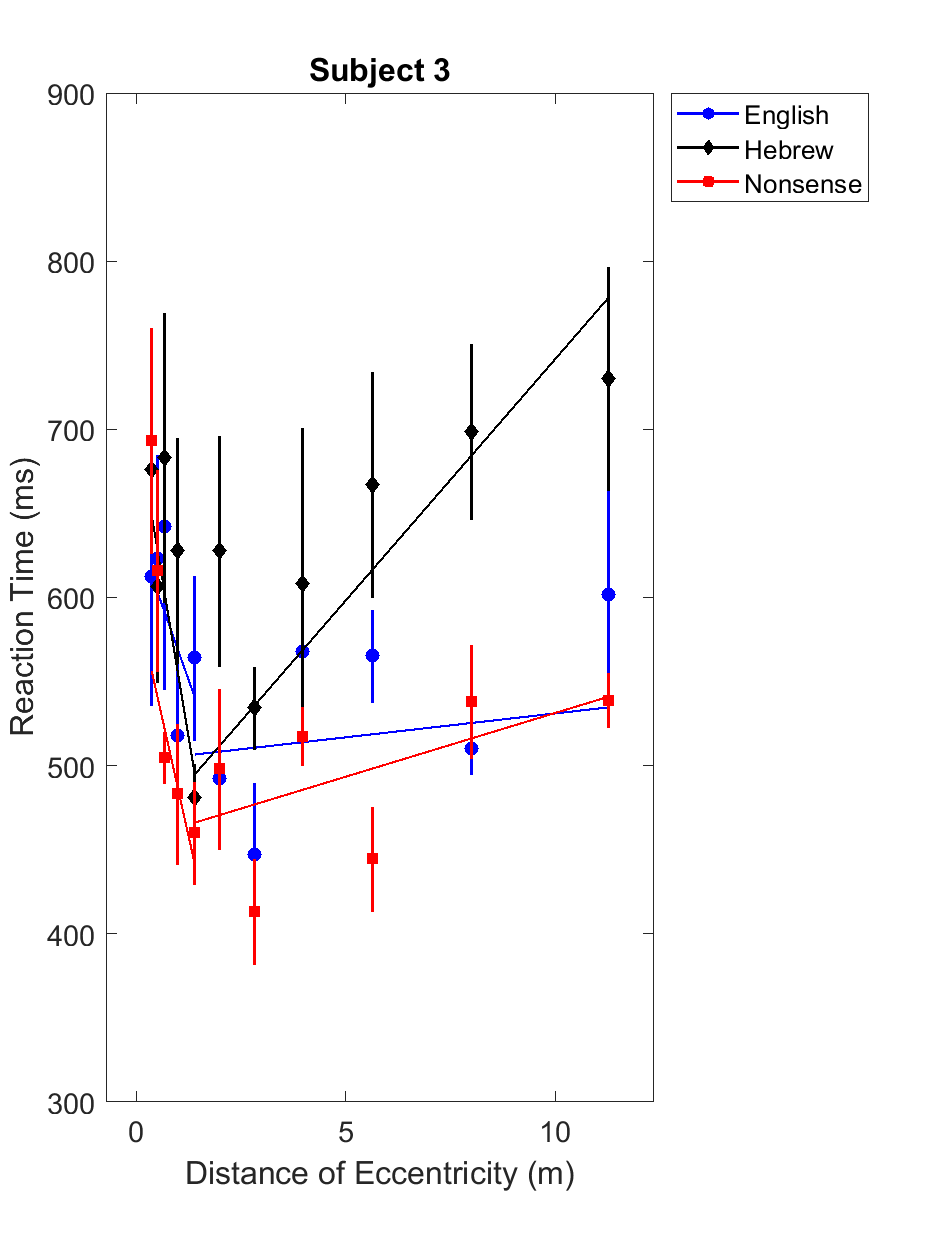 Subject 3
900
800
700
600
500
400
300
0 5 10
Reaction Time (ms)
Distance of Eccentricity (m)
English
Hebrew
Nonsense